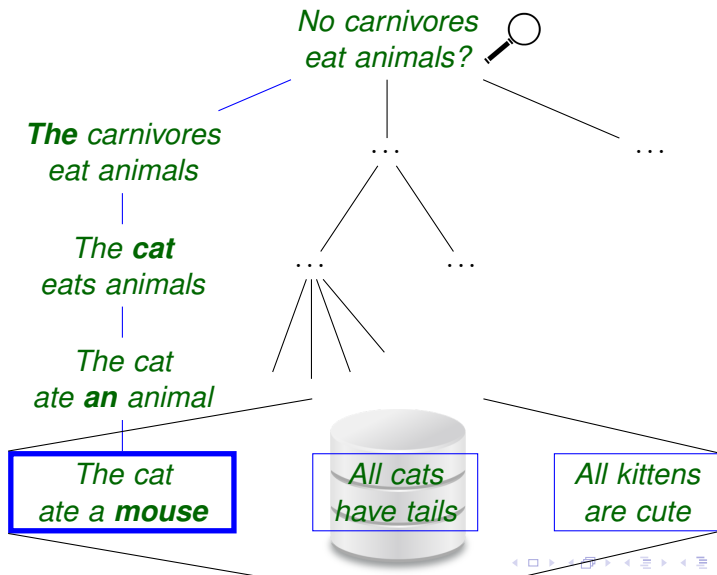 No carnivores
eat animals?
The carnivores
eat animals
. . .
. . .
The cat
eats animals
. . .
. . .
The cat
ate an animal
The cat
ate a mouse
All cats
have tails
All kittens
are cute